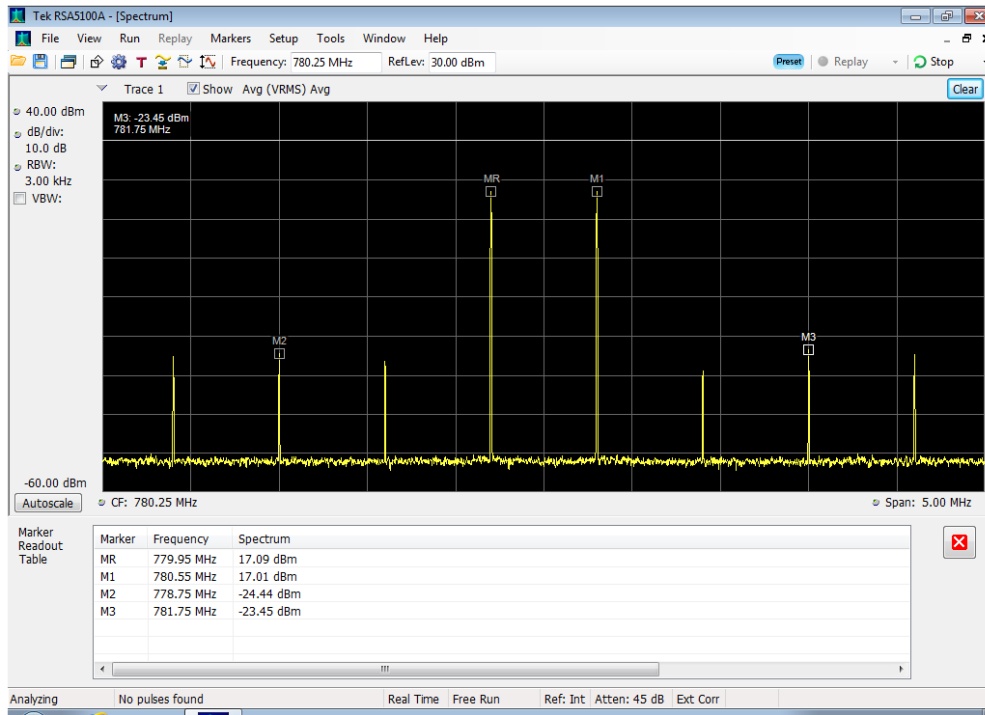 Tek RSA5100A - [Spectrum]
File View Run Replay Markers Setup Tools Window Help
T Frequency: 780.25 MHz RefLev: 30.00 dBm Preset Replay Stop
Trace 1 Show Avg (VRMS) Avg Clear
40.00 dBm
dB/div:
10.0 dB
RBW:
3.00 kHz
VBW:
M3: -23.45 dBm
781.75 MHz
MR M1
M2 M3
-60.00 dBm
Autoscale CF: 780.25 MHz Span: 5.00 MHz
Marker
Readout
Table
Marker Frequency Spectrum
MR 779.95 MHz 17.09 dBm
M1 780.55 MHz 17.01 dBm
M2 778.75 MHz -24.44 dBm
M3 781.75 MHz -23.45 dBm
Analyzing No pulses found Real Time Free Run Ref: Int Atten: 45 dB Ext Corr